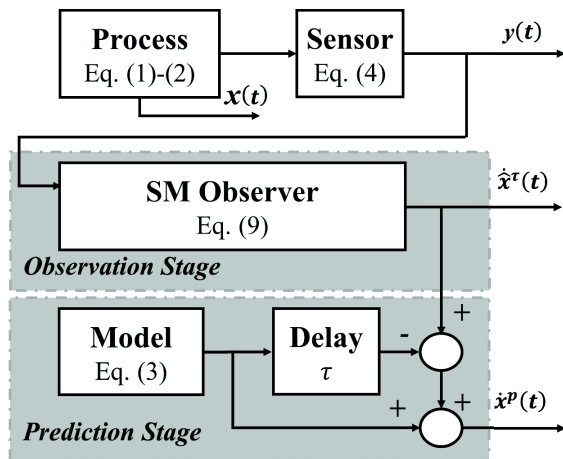 Process
Eq. (1)-(2)
Sensor
Eq. (4)
y(t)
x(t)
SM Observer
Eq. (9)
x̂̇^τ(t)
Observation Stage
Model
Eq. (3)
Delay
τ
-
+
+
+
ẋ^p(t)
Prediction Stage